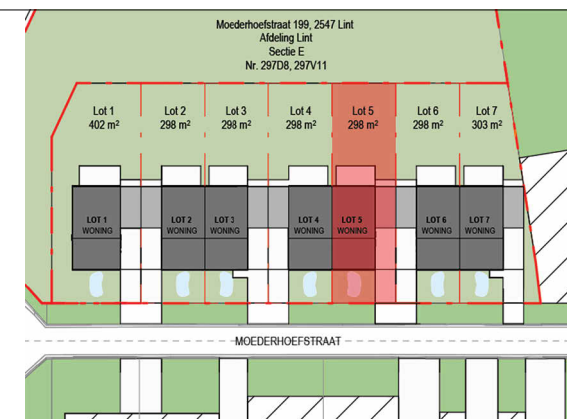 Moederhoefstraat 199, 2547 Lint
Afdeling Lint
Sectie E
Nr. 297D8, 297V11
Lot 1
402 m²
Lot 2
298 m²
Lot 3
298 m²
Lot 4
298 m²
Lot 5
298 m²
Lot 6
298 m²
Lot 7
303 m²
LOT 1
WONING
LOT 2
WONING
LOT 3
WONING
LOT 4
WONING
LOT 5
WONING
LOT 6
WONING
LOT 7
WONING
MOEDERHOEFSTRAAT